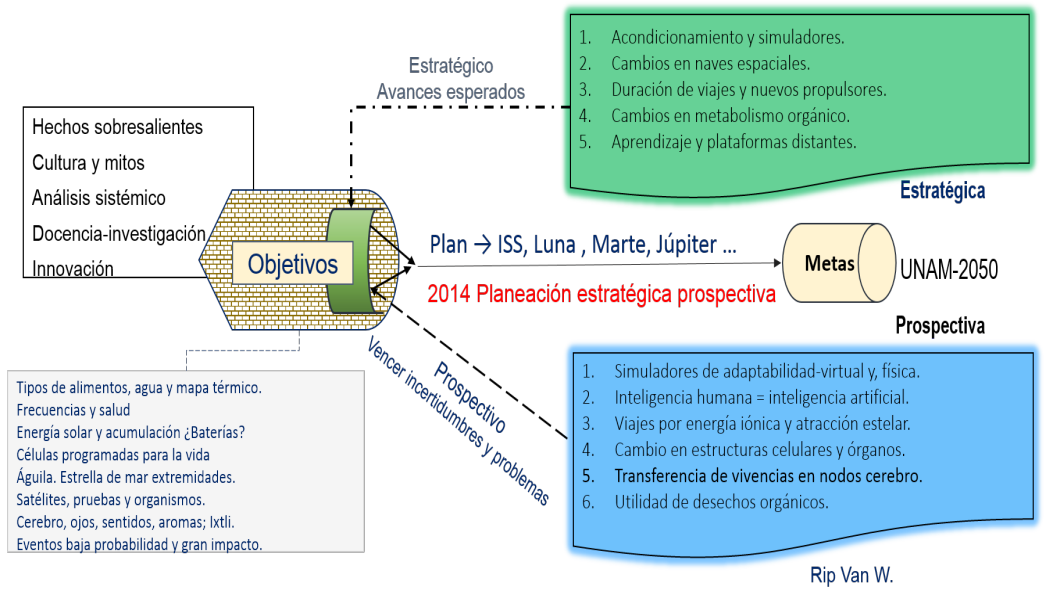 Estratégico
Avances esperados
1. Acondicionamiento y simuladores.
2. Cambios en naves espaciales.
3. Duración de viajes y nuevos propulsores.
4. Cambios en metabolismo orgánico.
5. Aprendizaje y plataformas distantes.
Estratégica
Hechos sobresalientes
Cultura y mitos
Análisis sistémico
Docencia-investigación
Innovación
Objetivos
Plan → ISS, Luna , Marte, Júpiter ...
2014 Planeación estratégica prospectiva
Metas
UNAM-2050
Prospectiva
Prospectivo
Vencer incertidumbres y problemas
Tipos de alimentos, agua y mapa térmico.
Frecuencias y salud
Energía solar y acumulación ¿Baterías?
Células programadas para la vida
Águila. Estrella de mar extremidades.
Satélites, pruebas y organismos.
Cerebro, ojos, sentidos, aromas; Ixtli.
Eventos baja probabilidad y gran impacto.
1. Simuladores de adaptabilidad-virtual y, física.
2. Inteligencia humana = inteligencia artificial.
3. Viajes por energía iónica y atracción estelar.
4. Cambio en estructuras celulares y órganos.
5. Transferencia de vivencias en nodos cerebro.
6. Utilidad de desechos orgánicos.
Rip Van W.